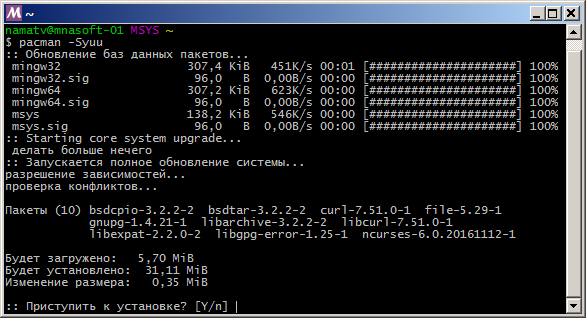 M ~
namatv@mnasoft-01 MSYS ~
$ pacman -Syuu
:: Обновление баз данных пакетов...
mingw32 307,4 KiB 451K/s 00:01 [#####################] 100%
mingw32.sig 96,0 B 0,00B/s 00:00 [#####################] 100%
mingw64 307,2 KiB 623K/s 00:00 [#####################] 100%
mingw64.sig 96,0 B 0,00B/s 00:00 [#####################] 100%
msys 138,2 KiB 546K/s 00:00 [#####################] 100%
msys.sig 96,0 B 0,00B/s 00:00 [#####################] 100%
:: Starting core system upgrade...
делать больше нечего
:: Запускается полное обновление системы...
разрешение зависимостей...
проверка конфликтов...
Пакеты (10) bsdcpio-3.2.2-2 bsdtar-3.2.2-2 curl-7.51.0-1 file-5.29-1
gnupg-1.4.21-1 libarchive-3.2.2-2 libcurl-7.51.0-1
libexpat-2.2.0-2 libgpg-error-1.25-1 ncurses-6.0.20161112-1
Будет загружено: 5,70 MiB
Будет установлено: 31,11 MiB
Изменение размера: 0,35 MiB
:: Приступить к установке? [Y/n]